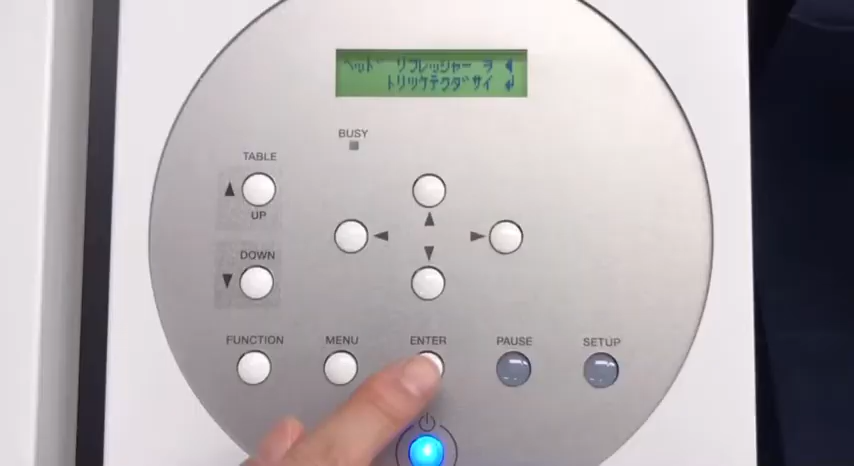 ヘッド リフレッシャー ヲ
トリツケテクダサイ ↵
BUSY
TABLE
UP
DOWN
FUNCTION MENU ENTER PAUSE SETUP